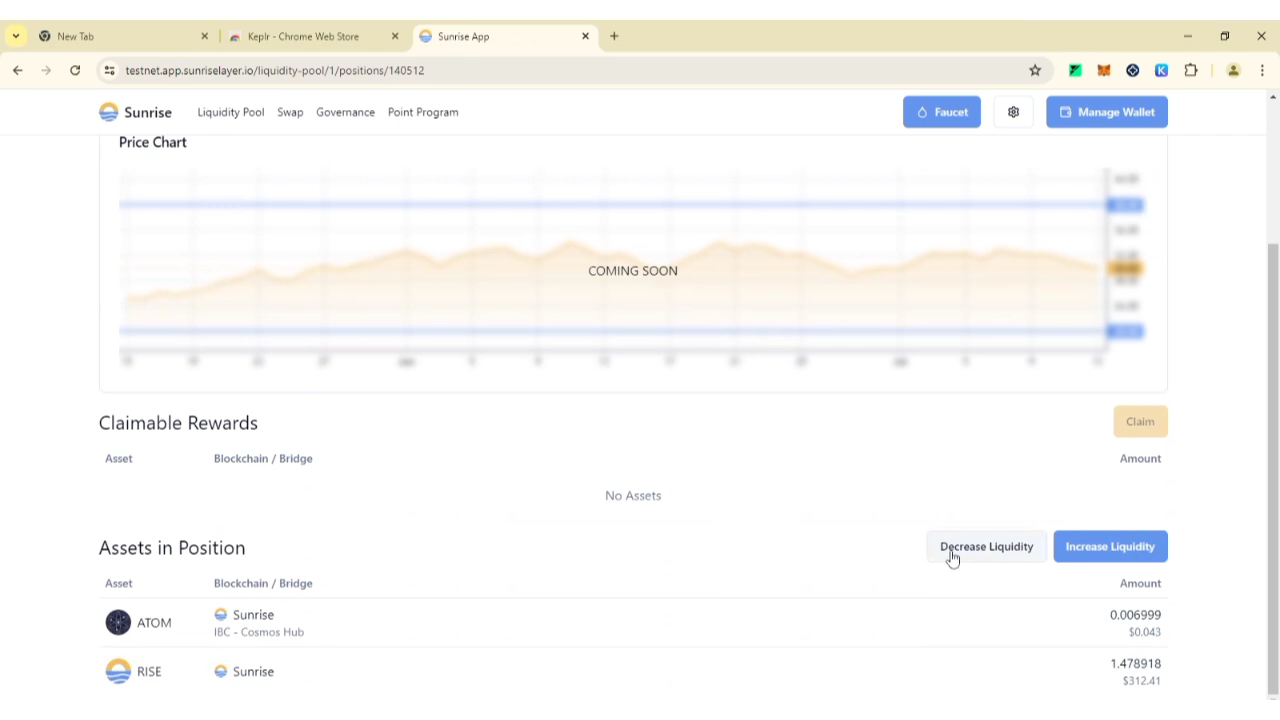 New Tab
Keplr - Chrome Web Store
Sunrise App
testnet.app.sunriselayer.io/liquidity-pool/1/positions/140512
Sunrise
Liquidity Pool
Swap
Governance
Point Program
Faucet
Manage Wallet
Price Chart
COMING SOON
Claimable Rewards
Claim
Asset
Blockchain / Bridge
Amount
No Assets
Assets in Position
Decrease Liquidity
Increase Liquidity
Asset
Blockchain / Bridge
Amount
ATOM
Sunrise
IBC - Cosmos Hub
0.006999
$0.043
RISE
Sunrise
1.478918
$312.41